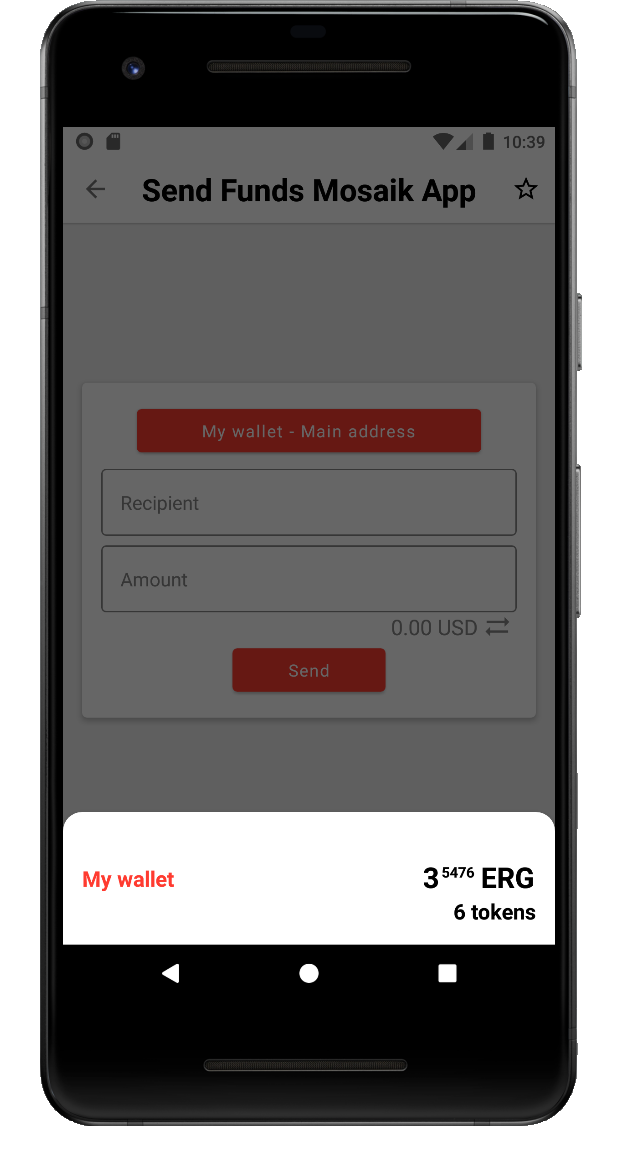 10:39
Send Funds Mosaik App
My wallet - Main address
Recipient
Amount
0.00 USD
Send
My wallet
3 5476 ERG
6 tokens